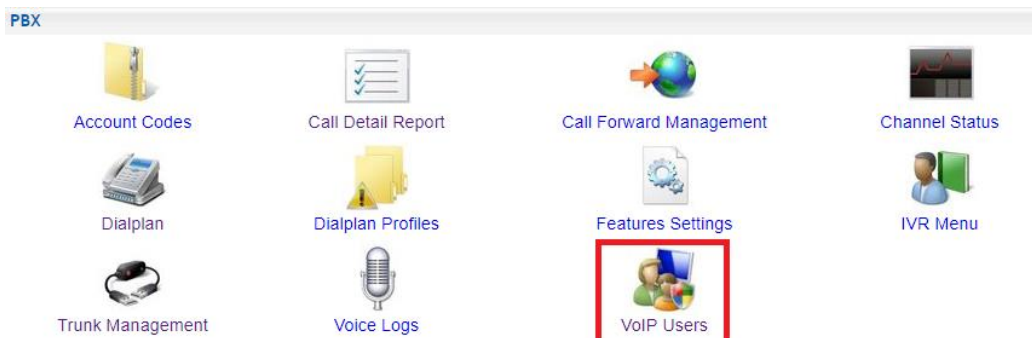 PBX
Account Codes
Call Detail Report
Call Forward Management
Channel Status
Dialplan
Dialplan Profiles
Features Settings
IVR Menu
Trunk Management
Voice Logs
VoIP Users